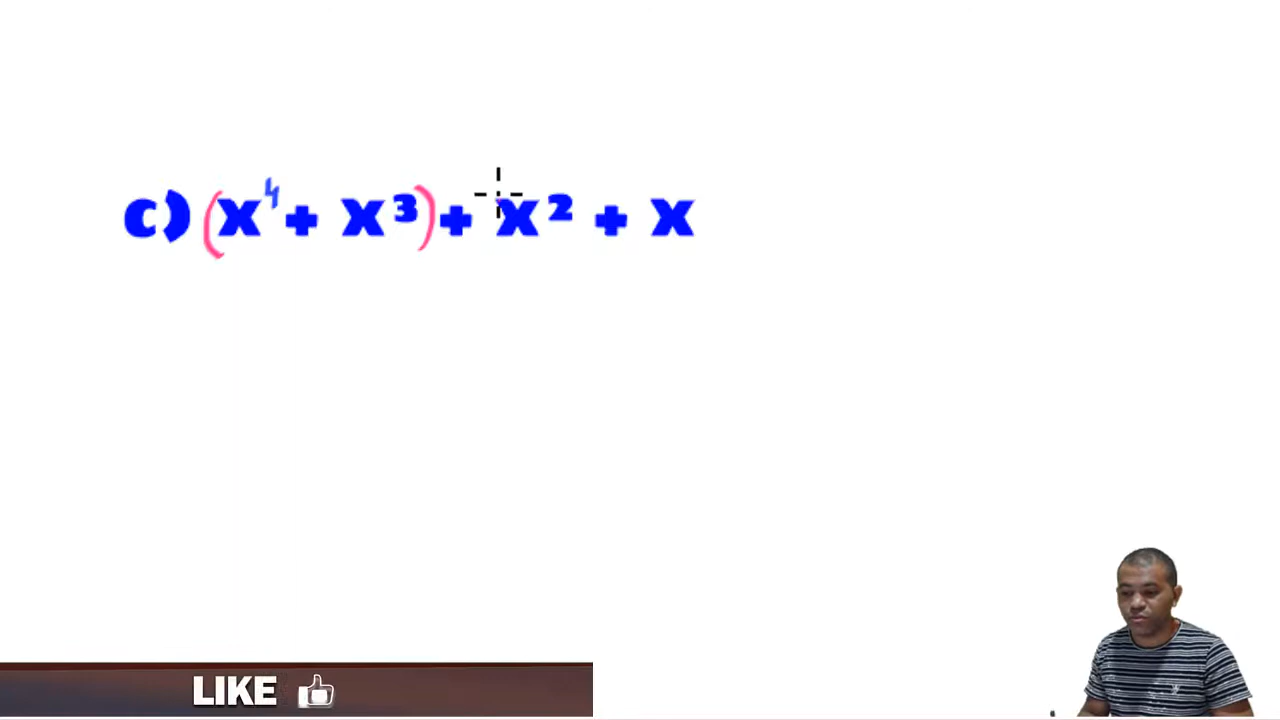 c) (x⁴ + x³) + x² + x
LIKE